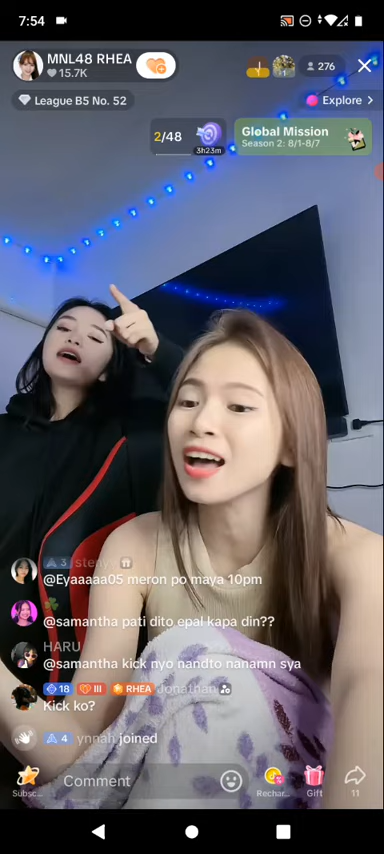 7:54
MNL48 RHEA
15.7K
+1
276
League B5 No. 52
Explore >
2/48
3h23m
Global Mission
Season 2: 8/1-8/7
3
@Eyaaaaa05 meron po maya 10pm
@samantha pati dito epal kapa din??
HARU
@samantha kick nyo nandto nanamn sya
18 III RHEA Jonathan
Kick ko?
4 ynnah joined
Comment
Subsc...
Rechar...
Gift
11